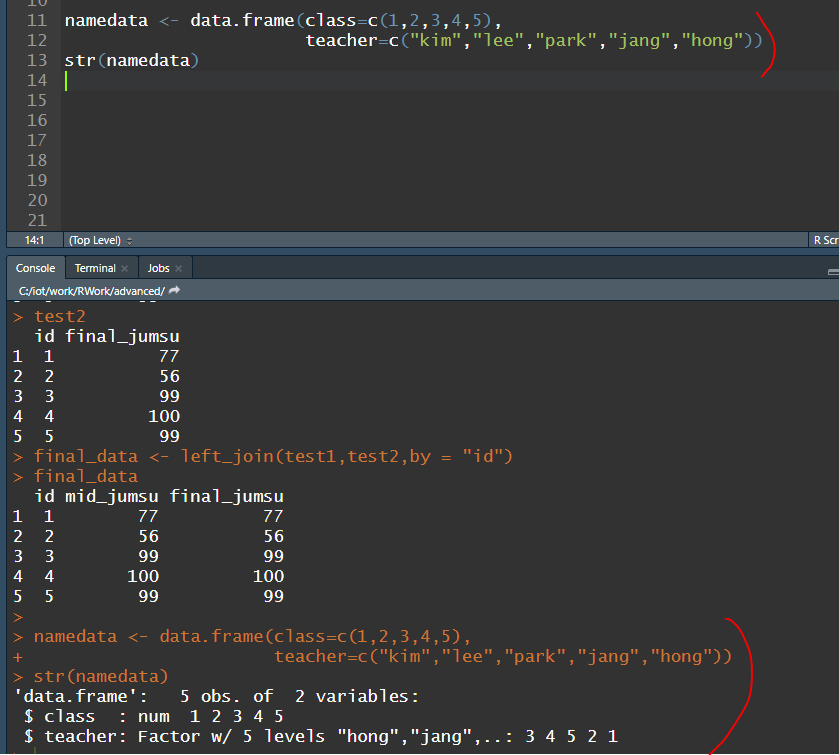 10
11 namedata <- data.frame(class=c(1,2,3,4,5),
12 teacher=c("kim","lee","park","jang","hong"))
13 str(namedata)
14
15
16
17
18
19
20
21
14:1 (Top Level) R Scr
Console Terminal × Jobs ×
C:/iot/work/RWork/advanced/
> test2
id final_jumsu
1 1 77
2 2 56
3 3 99
4 4 100
5 5 99
> final_data <- left_join(test1,test2,by = "id")
> final_data
id mid_jumsu final_jumsu
1 1 77 77
2 2 56 56
3 3 99 99
4 4 100 100
5 5 99 99
>
> namedata <- data.frame(class=c(1,2,3,4,5),
+ teacher=c("kim","lee","park","jang","hong"))
> str(namedata)
'data.frame': 5 obs. of 2 variables:
$ class : num 1 2 3 4 5
$ teacher: Factor w/ 5 levels "hong","jang",..: 3 4 5 2 1